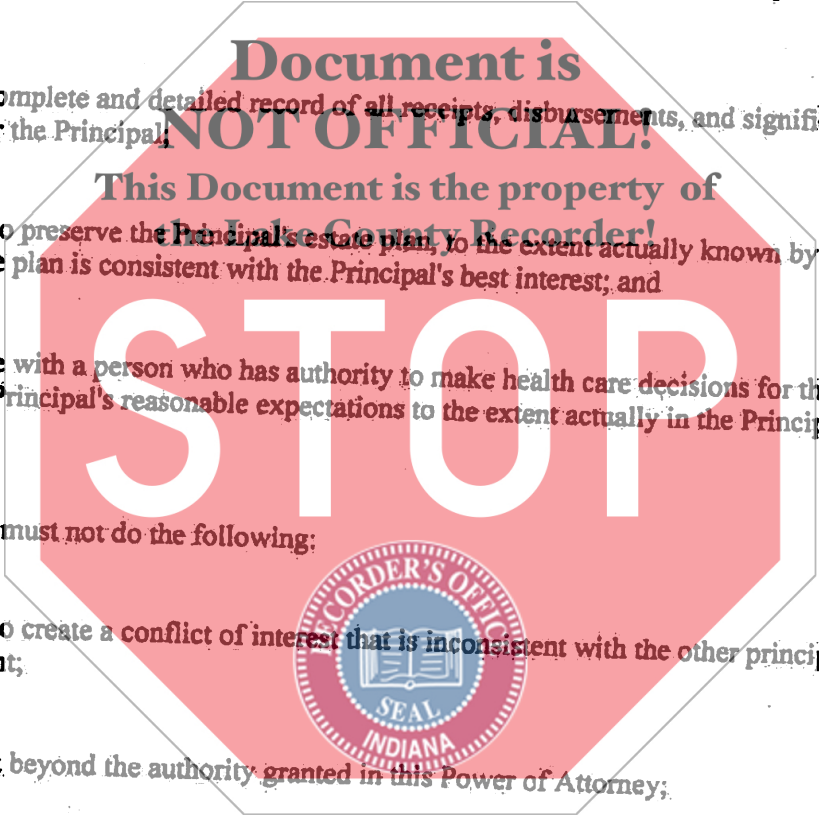 Document is
omplete and detailed record of all receipts, disbursements, and signifi
NOT OFFICIAL!
the Principal;
This Document is the property of
the Lake County Recorder!
o preserve the Principal's estate plan, to the extent actually known by
plan is consistent with the Principal's best interest; and
STOP
with a person who has authority to make health care decisions for th
rincipal's reasonable expectations to the extent actually in the Princip
must not do the following:
RECORDER'S OFFICE
o create a conflict of interest that is inconsistent with the other princip
nt;
SEAL
INDIANA
beyond the authority granted in this Power of Attorney;